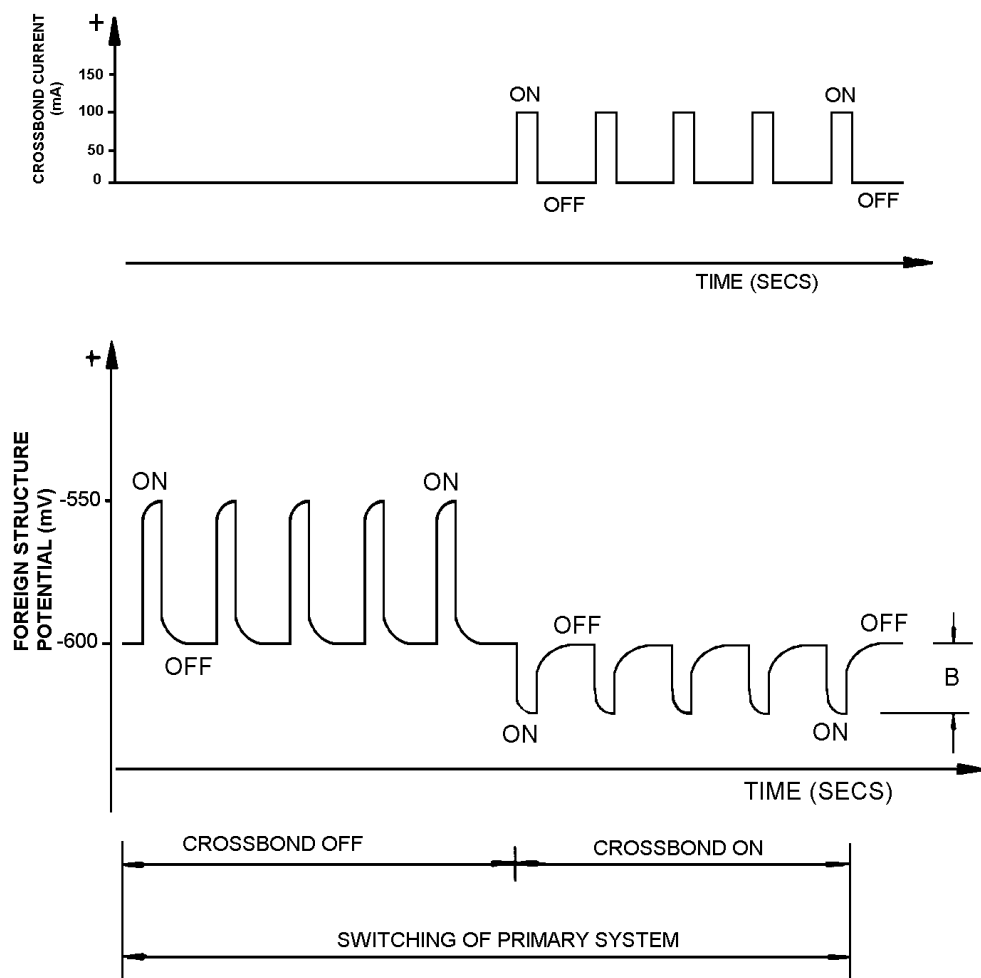 +
CROSSBOND CURRENT
(mA)
150
100
50
0
ON
ON
OFF
OFF
TIME (SECS)
+
FOREIGN STRUCTURE
POTENTIAL (mV)
-550
-600
ON
ON
OFF
OFF
OFF
B
ON
ON
TIME (SECS)
CROSSBOND OFF
CROSSBOND ON
SWITCHING OF PRIMARY SYSTEM